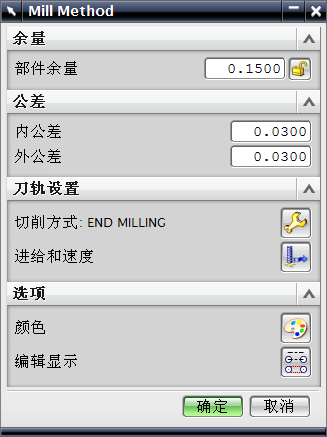 Mill Method
余量
部件余量 0.1500
公差
内公差 0.0300
外公差 0.0300
刀轨设置
切削方式: END MILLING
进给和速度
选项
颜色
编辑显示
确定 取消